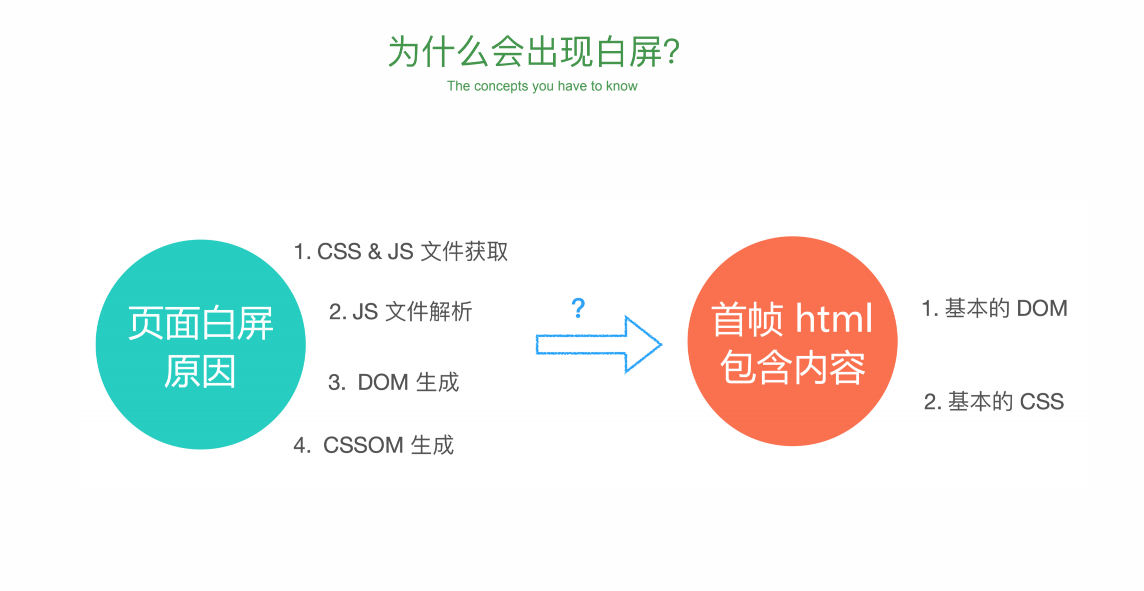 为什么会出现白屏?
The concepts you have to know
页面白屏
原因
1. CSS & JS 文件获取
2. JS 文件解析
3. DOM 生成
4. CSSOM 生成
?
首帧 html
包含内容
1. 基本的 DOM
2. 基本的 CSS